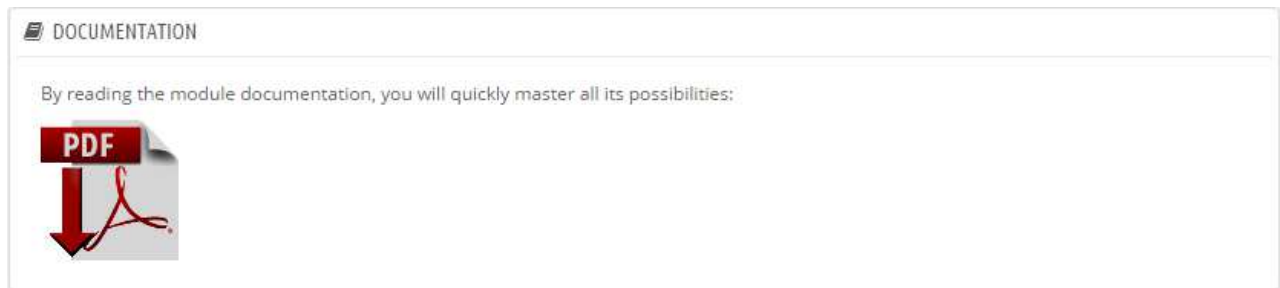 DOCUMENTATION
By reading the module documentation, you will quickly master all its possibilities:
PDF